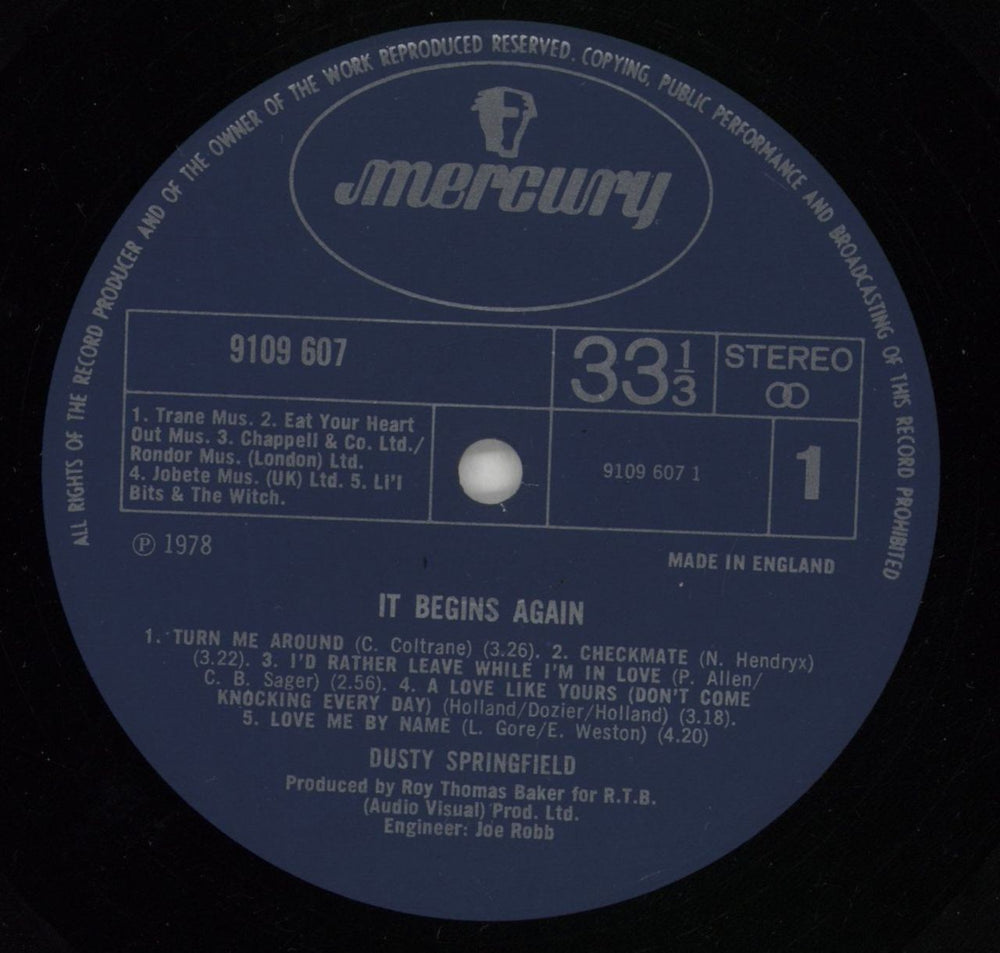 ALL RIGHTS OF THE RECORD PRODUCER AND OF THE OWNER OF THE WORK REPRODUCED RESERVED. COPYING, PUBLIC PERFORMANCE AND BROADCASTING OF THIS RECORD PROHIBITED
mercury
9109 607
33 1/3
STEREO
1. Trane Mus. 2. Eat Your Heart
Out Mus. 3. Chappell & Co. Ltd./
Rondor Mus. (London) Ltd.
4. Jobete Mus. (UK) Ltd. 5. Li'l
Bits & The Witch.
9109 607 1
1
℗ 1978
MADE IN ENGLAND
IT BEGINS AGAIN
1. TURN ME AROUND (C. Coltrane) (3.26). 2. CHECKMATE (N. Hendryx)
(3.22). 3. I'D RATHER LEAVE WHILE I'M IN LOVE (P. Allen/
C. B. Sager) (2.56). 4. A LOVE LIKE YOURS (DON'T COME
KNOCKING EVERY DAY) (Holland/Dozier/Holland) (3.18).
5. LOVE ME BY NAME (L. Gore/E. Weston) (4.20)
DUSTY SPRINGFIELD
Produced by Roy Thomas Baker for R.T.B.
(Audio Visual) Prod. Ltd.
Engineer: Joe Robb